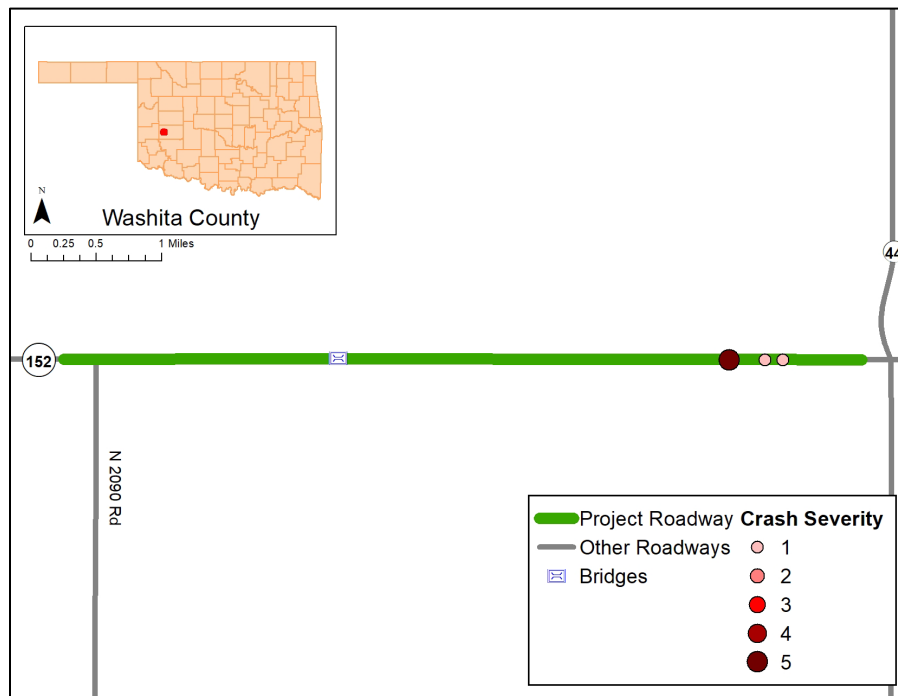 N
Washita County
0 0.25 0.5 1 Miles
44
152
N 2090 Rd
Project Roadway Crash Severity
Other Roadways 1
Bridges 2
3
4
5